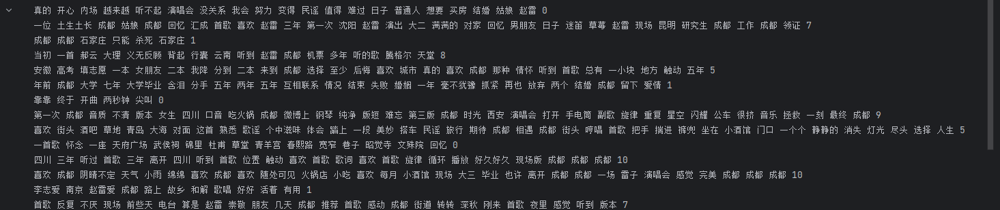 真的 开心 内场 越来越 听不起 演唱会 没关系 我会 努力 变得 民谣 值得 难过 日子 普通人 想要 买房 结婚 姑娘 赵雷 0
一位 土生土长 成都 姑娘 成都 回忆 汇成 首歌 喜欢 赵雷 三年 第一次 沈阳 赵雷 演出 大二 满满的 对家 回忆 男朋友 日子 迷笛 草莓 赵雷 现场 昆明 研究生 成都 工作 成都 领证 7
成都 成都 石家庄 只能 杀死 石家庄 1
当初 一首 郝云 大理 义无反顾 背起 行囊 云南 听到 赵雷 成都 机票 多年 听的歌 腾格尔 天堂 8
安徽 高考 填志愿 一本 女朋友 二本 我降 分到 二本 来到 成都 选择 至少 后悔 喜欢 城市 真的 喜欢 成都 那种 情怀 听到 首歌 总有 一小块 地方 触动 五年 5
年前 成都 大学 七年 大学毕业 含泪 分手 五年 两年 五年 互相联系 情况 结束 失败 婚姻 一年 毫不犹豫 抓紧 再也 放弃 两个 结婚 成都 留下 爱情 1
靠靠 终于 开曲 两秒钟 尖叫 0
第一次 成都 音质 不清 版本 女生 四川 口音 吃火锅 成都 微博上 钢琴 纯净 版短 难忘 第三版 成都 时光 西安 演唱会 打开 手电筒 副歌 旋律 重复 星空 闪耀 公车 很挤 音乐 拯救 一刻 最终 成都 9
喜欢 街头 酒吧 草地 青岛 大海 对面 这首 熟悉 歌谣 个中滋味 体会 踏上 一段 美妙 搭车 民谣 旅行 期待 成都 相遇 成都 街头 哼唱 首歌 把手 揣进 裤兜 坐在 小酒馆 门口 一个个 静静的 消失 灯光 尽头 选择 人生 5
一首歌 怀念 一座 天府广场 武侯祠 锦里 杜甫 草堂 青羊宫 春熙路 宽窄 巷子 昭觉寺 文殊院 回忆 0
四川 三年 听过 首歌 三年 离开 四川 听到 首歌 位置 触动 喜欢 首歌 歌词 喜欢 首歌 旋律 循环 播放 好久好久 现场版 成都 成都 成都 10
喜欢 成都 阴晴不定 天气 小雨 绵绵 喜欢 成都 喜欢 随处可见 火锅店 小吃 喜欢 每月 小酒馆 现场 大三 毕业 也许 离开 成都 成都 一场 雷子 演唱会 感觉 完美 成都 成都 成都 10
李志爱 南京 赵雷爱 成都 路上 故乡 和解 歌唱 好好 活着 有用 1
首歌 反复 不厌 现场 前些天 电台 算是 赵雷 崇敬 朋友 几天 成都 推荐 首歌 感动 成都 街道 转转 深秋 刚来 首歌 夜里 感觉 听到 版本 7